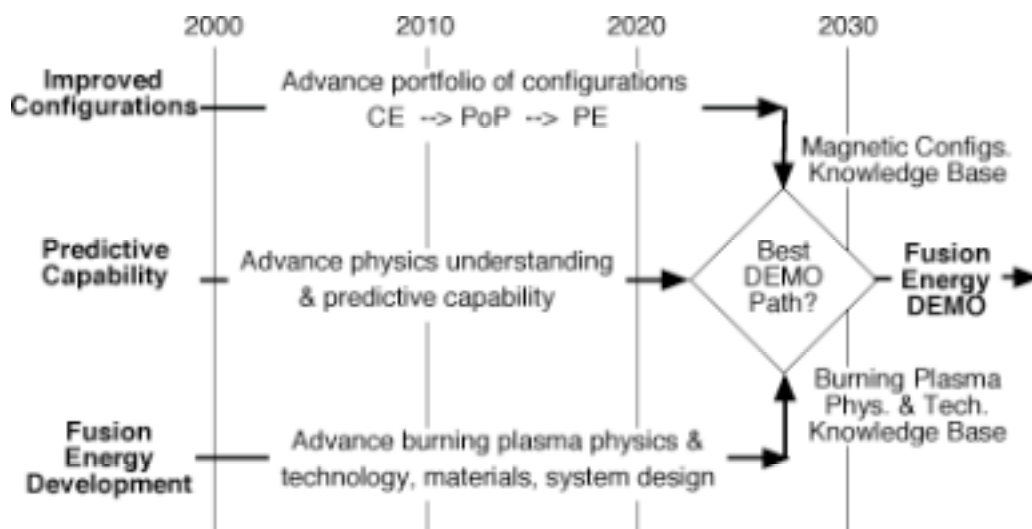 2000 2010 2020 2030
Improved
Configurations
Advance portfolio of configurations
CE --> PoP --> PE
Magnetic Configs.
Knowledge Base
Predictive
Capability
Advance physics understanding
& predictive capability
Best
DEMO
Path?
Fusion
Energy
DEMO
Burning Plasma
Phys. & Tech.
Knowledge Base
Fusion
Energy
Development
Advance burning plasma physics &
technology, materials, system design